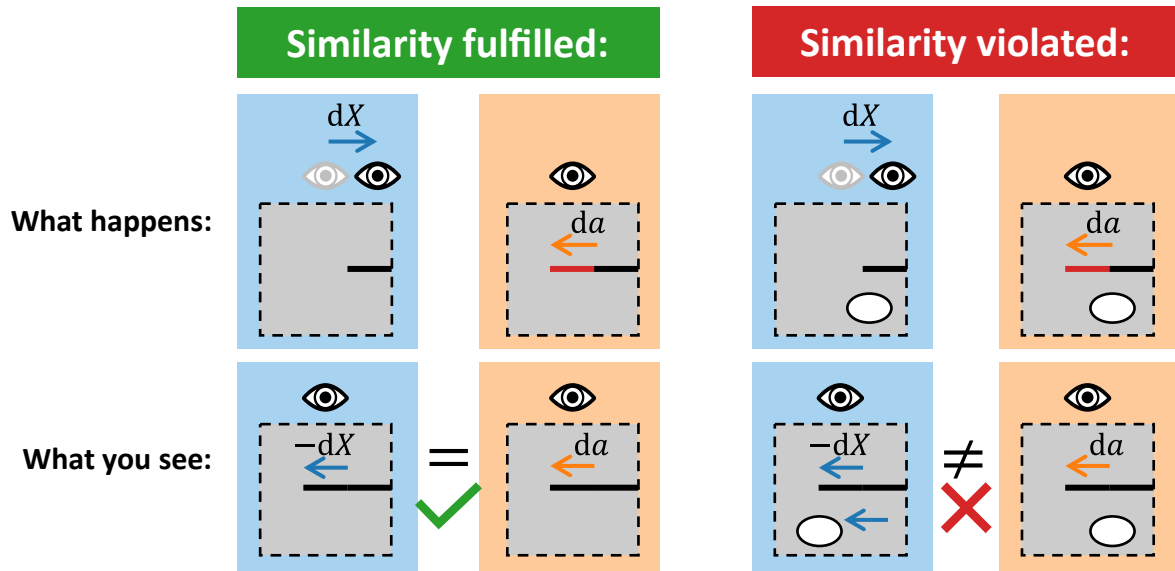 Similarity fulfilled:
Similarity violated:
What happens:
dX
da
dX
da
What you see:
−dX
=
da
−dX
≠
da